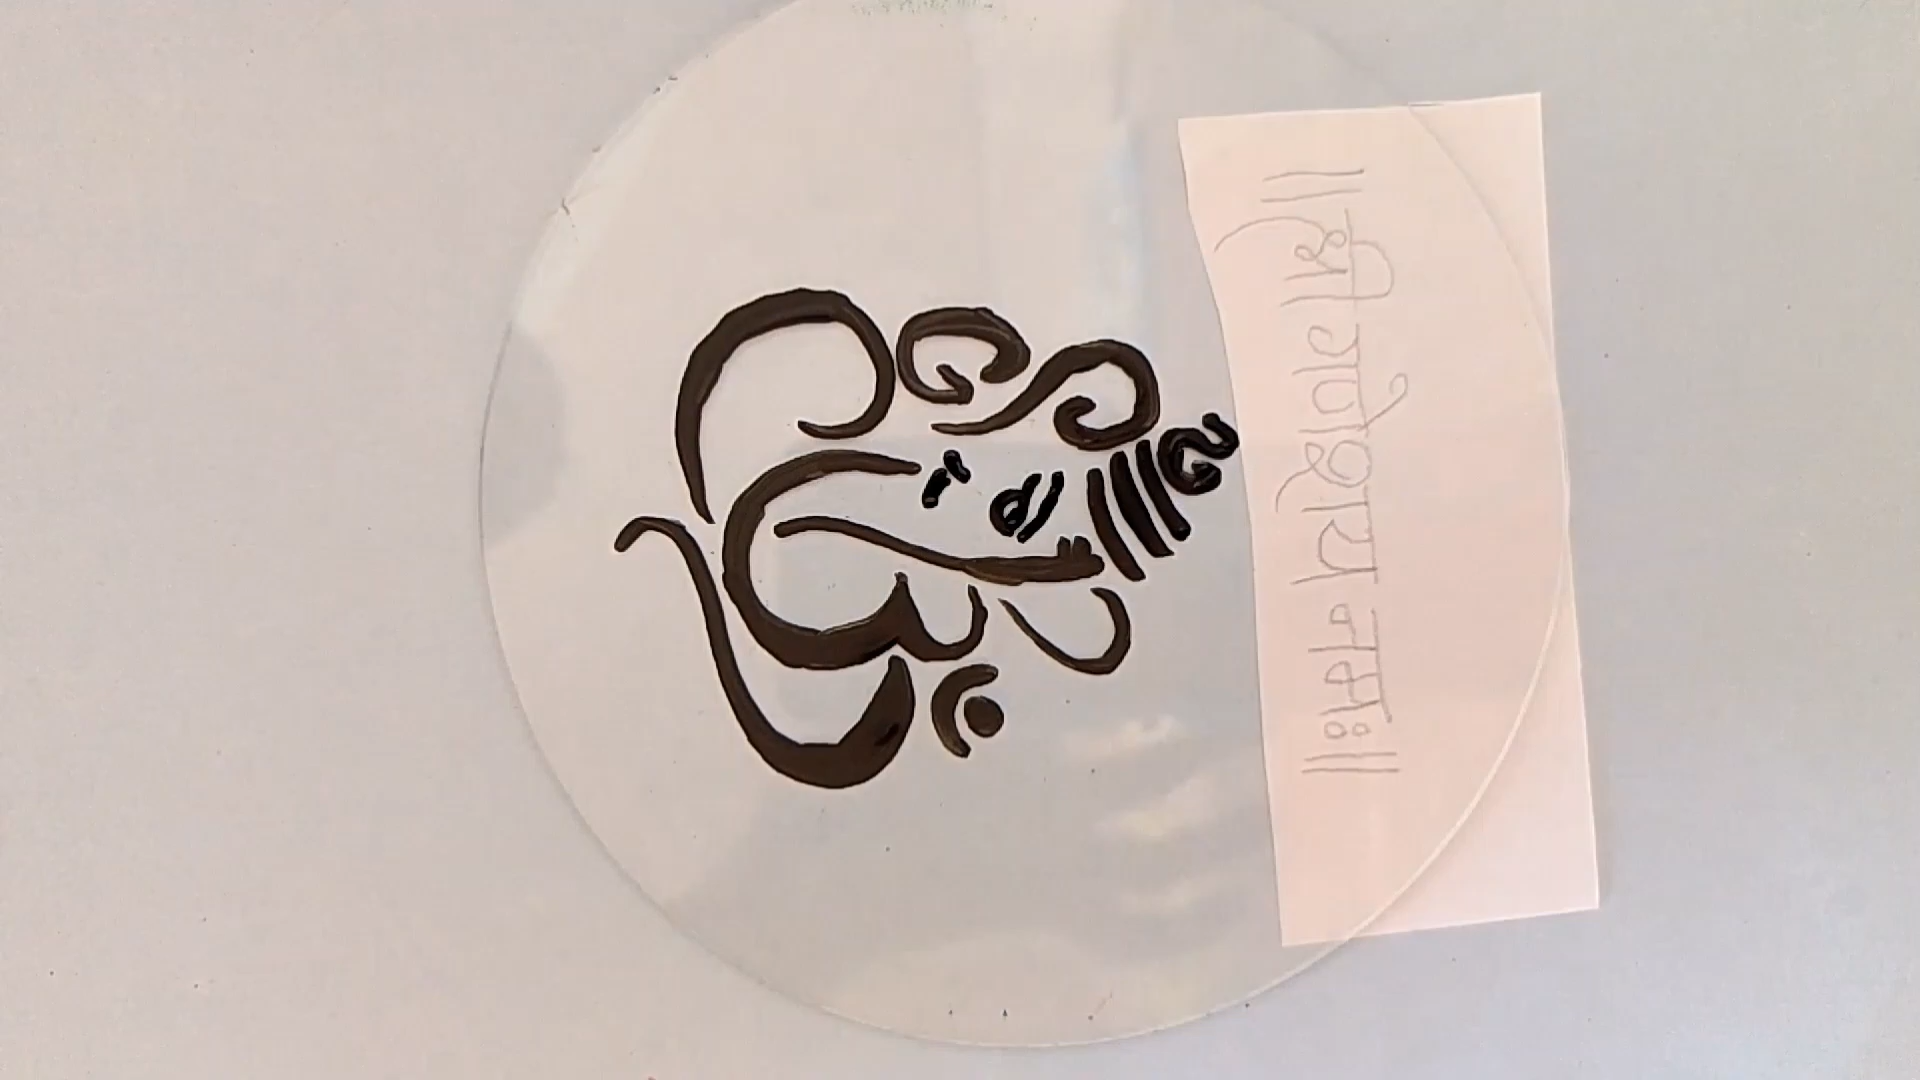 ॥ श्री गणेशाय नमः ॥